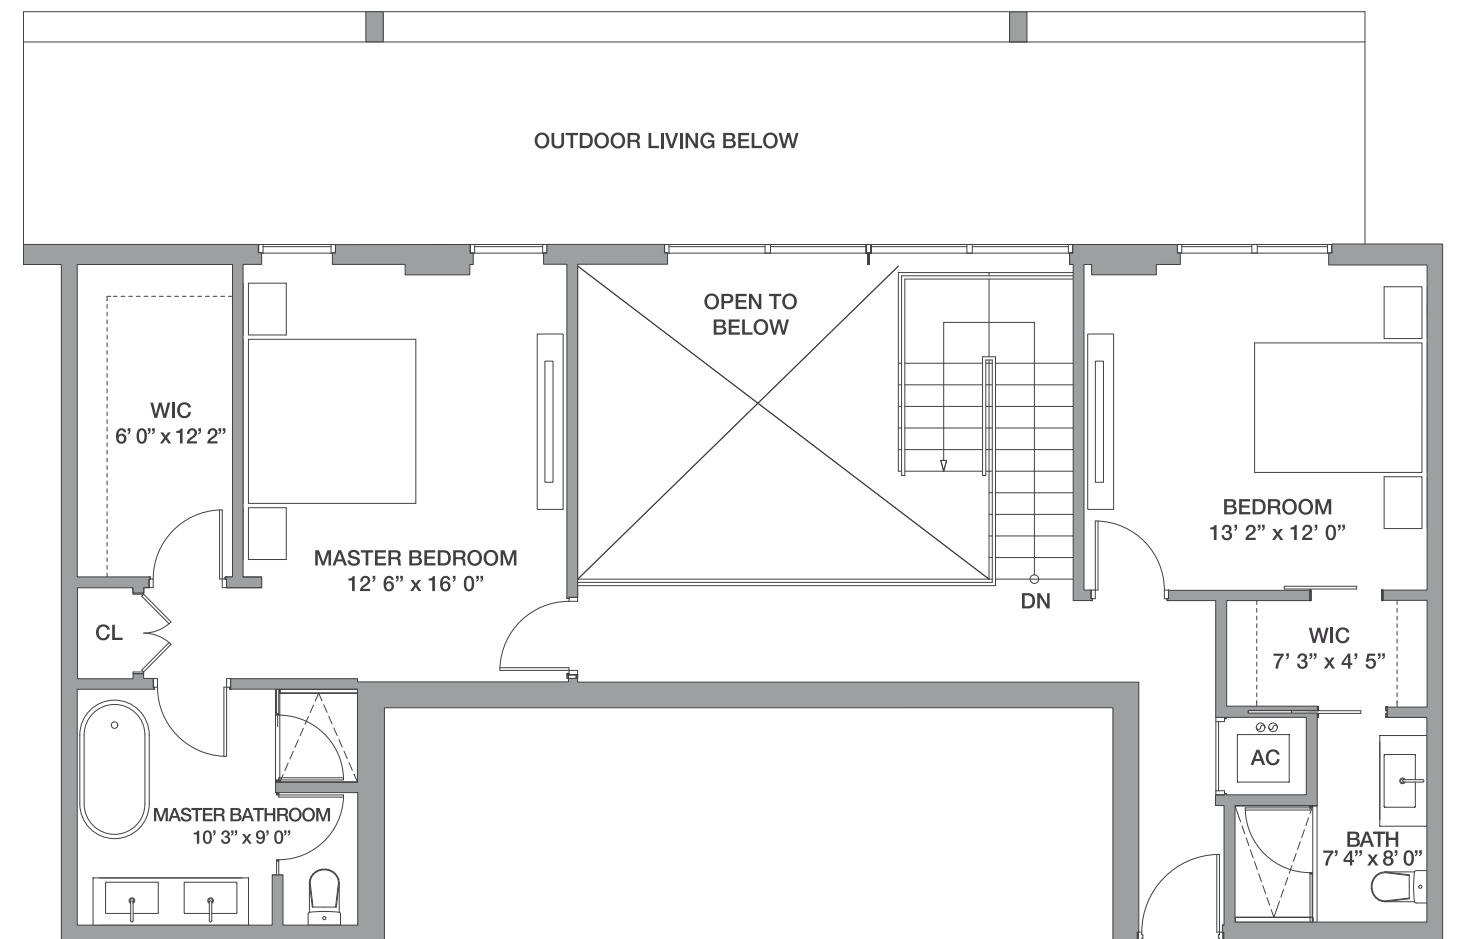 OUTDOOR LIVING BELOW
OPEN TO
BELOW
WIC
6’ 0” x 12’ 2”
BEDROOM
13’ 2” x 12’ 0”
MASTER BEDROOM
12’ 6” x 16’ 0”
DN
CL
WIC
7’ 3” x 4’ 5”
AC
MASTER BATHROOM
10’ 3” x 9’ 0”
BATH
7’ 4” x 8’ 0”